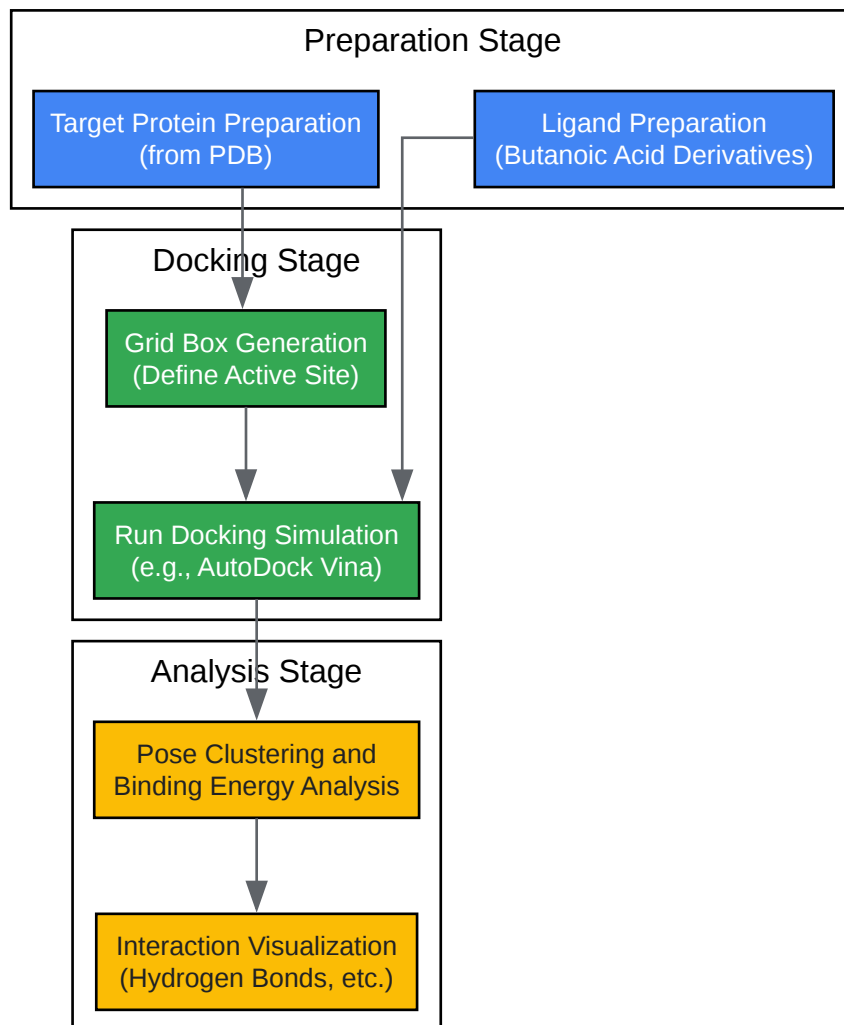 Preparation Stage
Target Protein Preparation
(from PDB)
Ligand Preparation
(Butanoic Acid Derivatives)
Docking Stage
Grid Box Generation
(Define Active Site)
Run Docking Simulation
(e.g., AutoDock Vina)
Analysis Stage
Pose Clustering and
Binding Energy Analysis
Interaction Visualization
(Hydrogen Bonds, etc.)